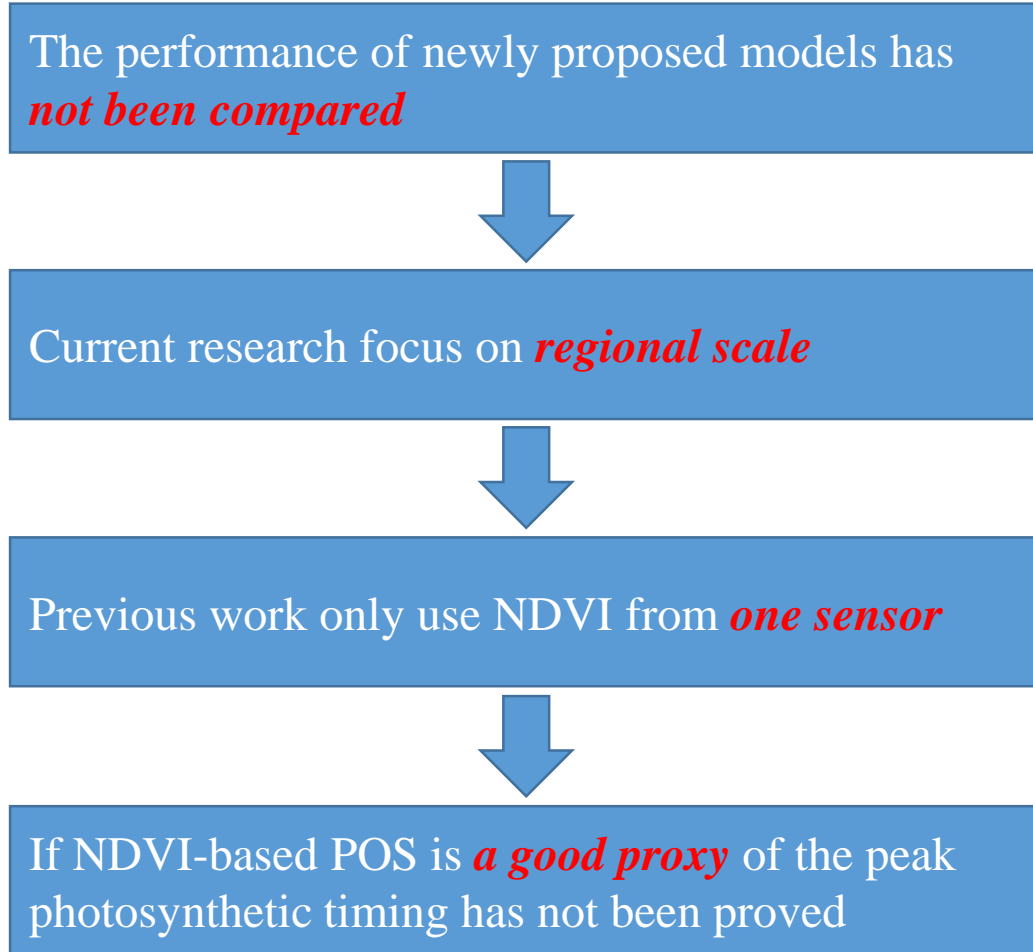 The performance of newly proposed models has
not been compared
Current research focus on regional scale
Previous work only use NDVI from one sensor
If NDVI-based POS is a good proxy of the peak
photosynthetic timing has not been proved